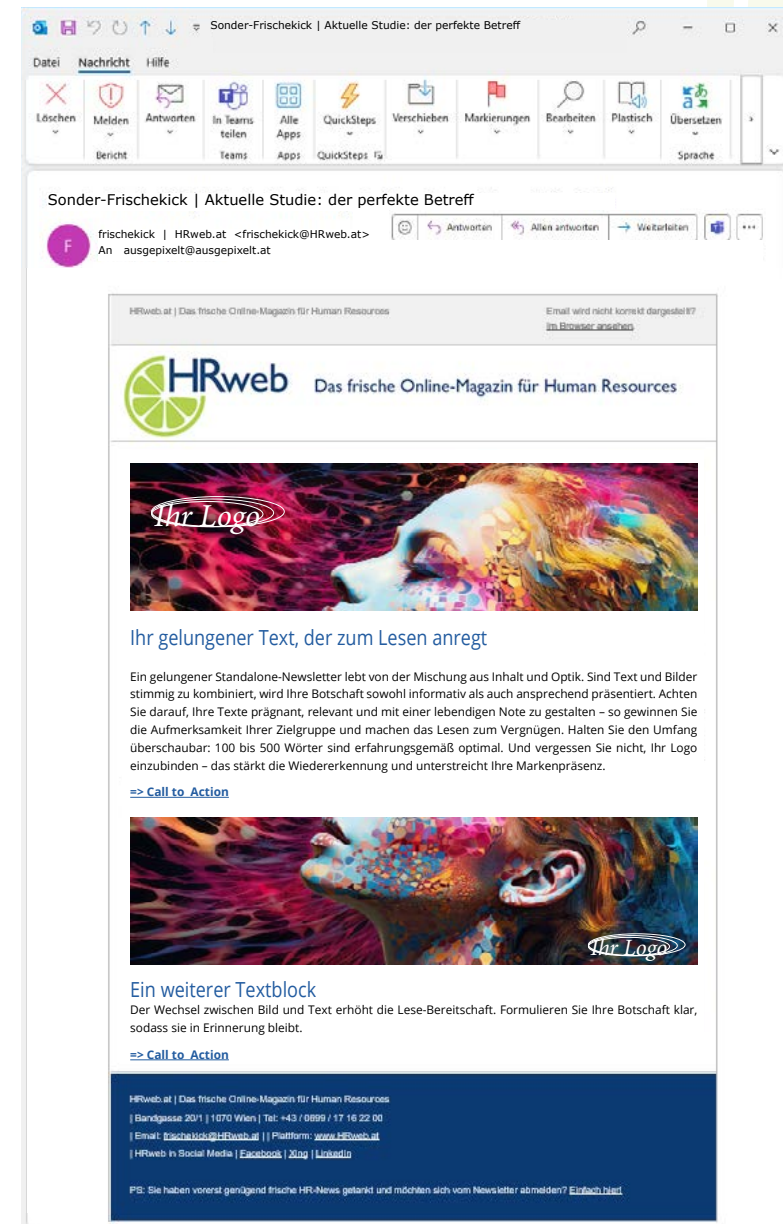 Sonder-Frischekick | Aktuelle Studie: der perfekte Betreff
Datei Nachricht Hilfe
Löschen Melden Antworten In Teams teilen Alle Apps QuickSteps Verschieben Markierungen Bearbeiten Plastisch Übersetzen
Bericht Teams Apps QuickSteps Sprache
Sonder-Frischekick | Aktuelle Studie: der perfekte Betreff
F
frischekick | HRweb.at <frischekick@HRweb.at>
An ausgepixelt@ausgepixelt.at
Antworten Allen antworten Weiterleiten
HRweb.at | Das frische Online-Magazin für Human Resources
Email wird nicht korrekt dargestellt?
Im Browser ansehen.
HRweb Das frische Online-Magazin für Human Resources
Ihr Logo
Ihr gelungener Text, der zum Lesen anregt
Ein gelungener Standalone-Newsletter lebt von der Mischung aus Inhalt und Optik. Sind Text und Bilder
stimmig zu kombiniert, wird Ihre Botschaft sowohl informativ als auch ansprechend präsentiert. Achten
Sie darauf, Ihre Texte prägnant, relevant und mit einer lebendigen Note zu gestalten – so gewinnen Sie
die Aufmerksamkeit Ihrer Zielgruppe und machen das Lesen zum Vergnügen. Halten Sie den Umfang
überschaubar: 100 bis 500 Wörter sind erfahrungsgemäß optimal. Und vergessen Sie nicht, Ihr Logo
einzubinden – das stärkt die Wiedererkennung und unterstreicht Ihre Markenpräsenz.
=> Call to Action
Ihr Logo
Ein weiterer Textblock
Der Wechsel zwischen Bild und Text erhöht die Lese-Bereitschaft. Formulieren Sie Ihre Botschaft klar,
sodass sie in Erinnerung bleibt.
=> Call to Action
HRweb.at | Das frische Online-Magazin für Human Resources
| Bandgasse 20/1 | 1070 Wien | Tel: +43 / 0699 / 17 16 22 00
| Email: frischekick@HRweb.at | | Plattform: www.HRweb.at
| HRweb in Social Media | Facebook | Xing | LinkedIn
PS: Sie haben vorerst genügend frische HR-News getankt und möchten sich vom Newsletter abmelden? Einfach hier!